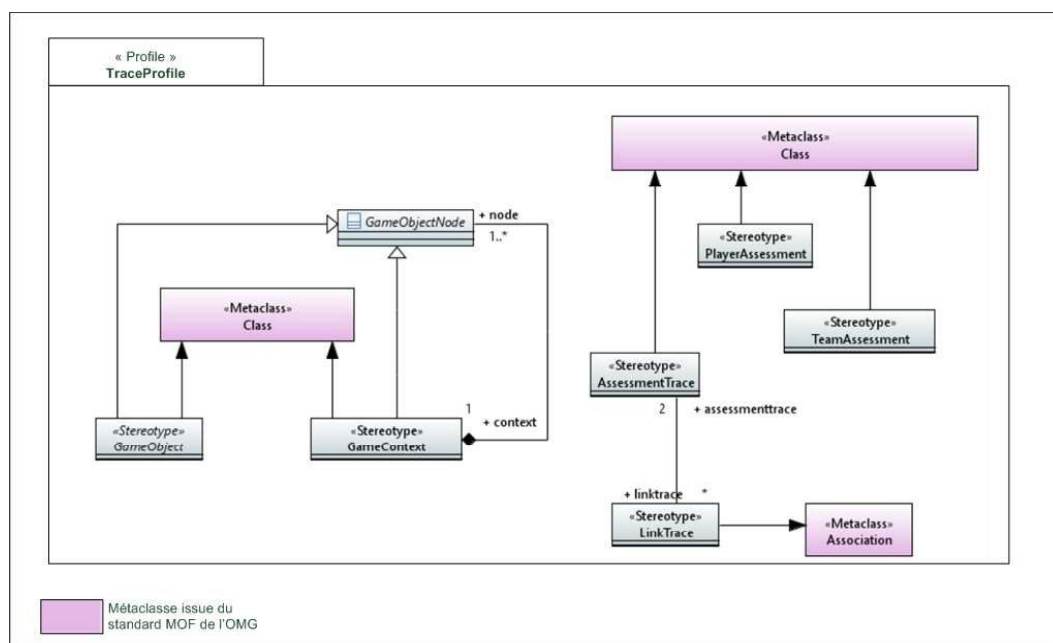 « Profile »
TraceProfile
«Metaclass»
Class
GameObjectNode
+ node
1..*
«Stereotype»
PlayerAssessment
«Metaclass»
Class
«Stereotype»
TeamAssessment
«Stereotype»
AssessmentTrace
1
+ context
2
+ assessmenttrace
«Stereotype»
GameObject
«Stereotype»
GameContext
+ linktrace
*
«Stereotype»
LinkTrace
«Metaclass»
Association
Métaclasse issue du
standard MOF de l'OMG